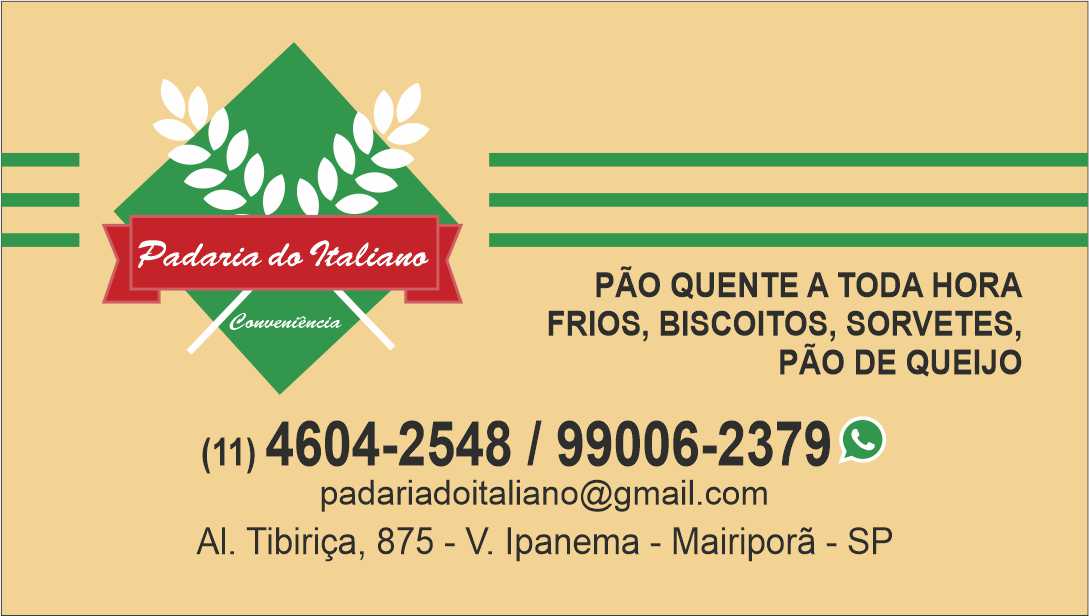 Padaria do Italiano
Conveniência
PÃO QUENTE A TODA HORA
FRIOS, BISCOITOS, SORVETES,
PÃO DE QUEIJO
(11) 4604-2548 / 99006-2379
padariadoitaliano@gmail.com
Al. Tibiriça, 875 - V. Ipanema - Mairiporã - SP